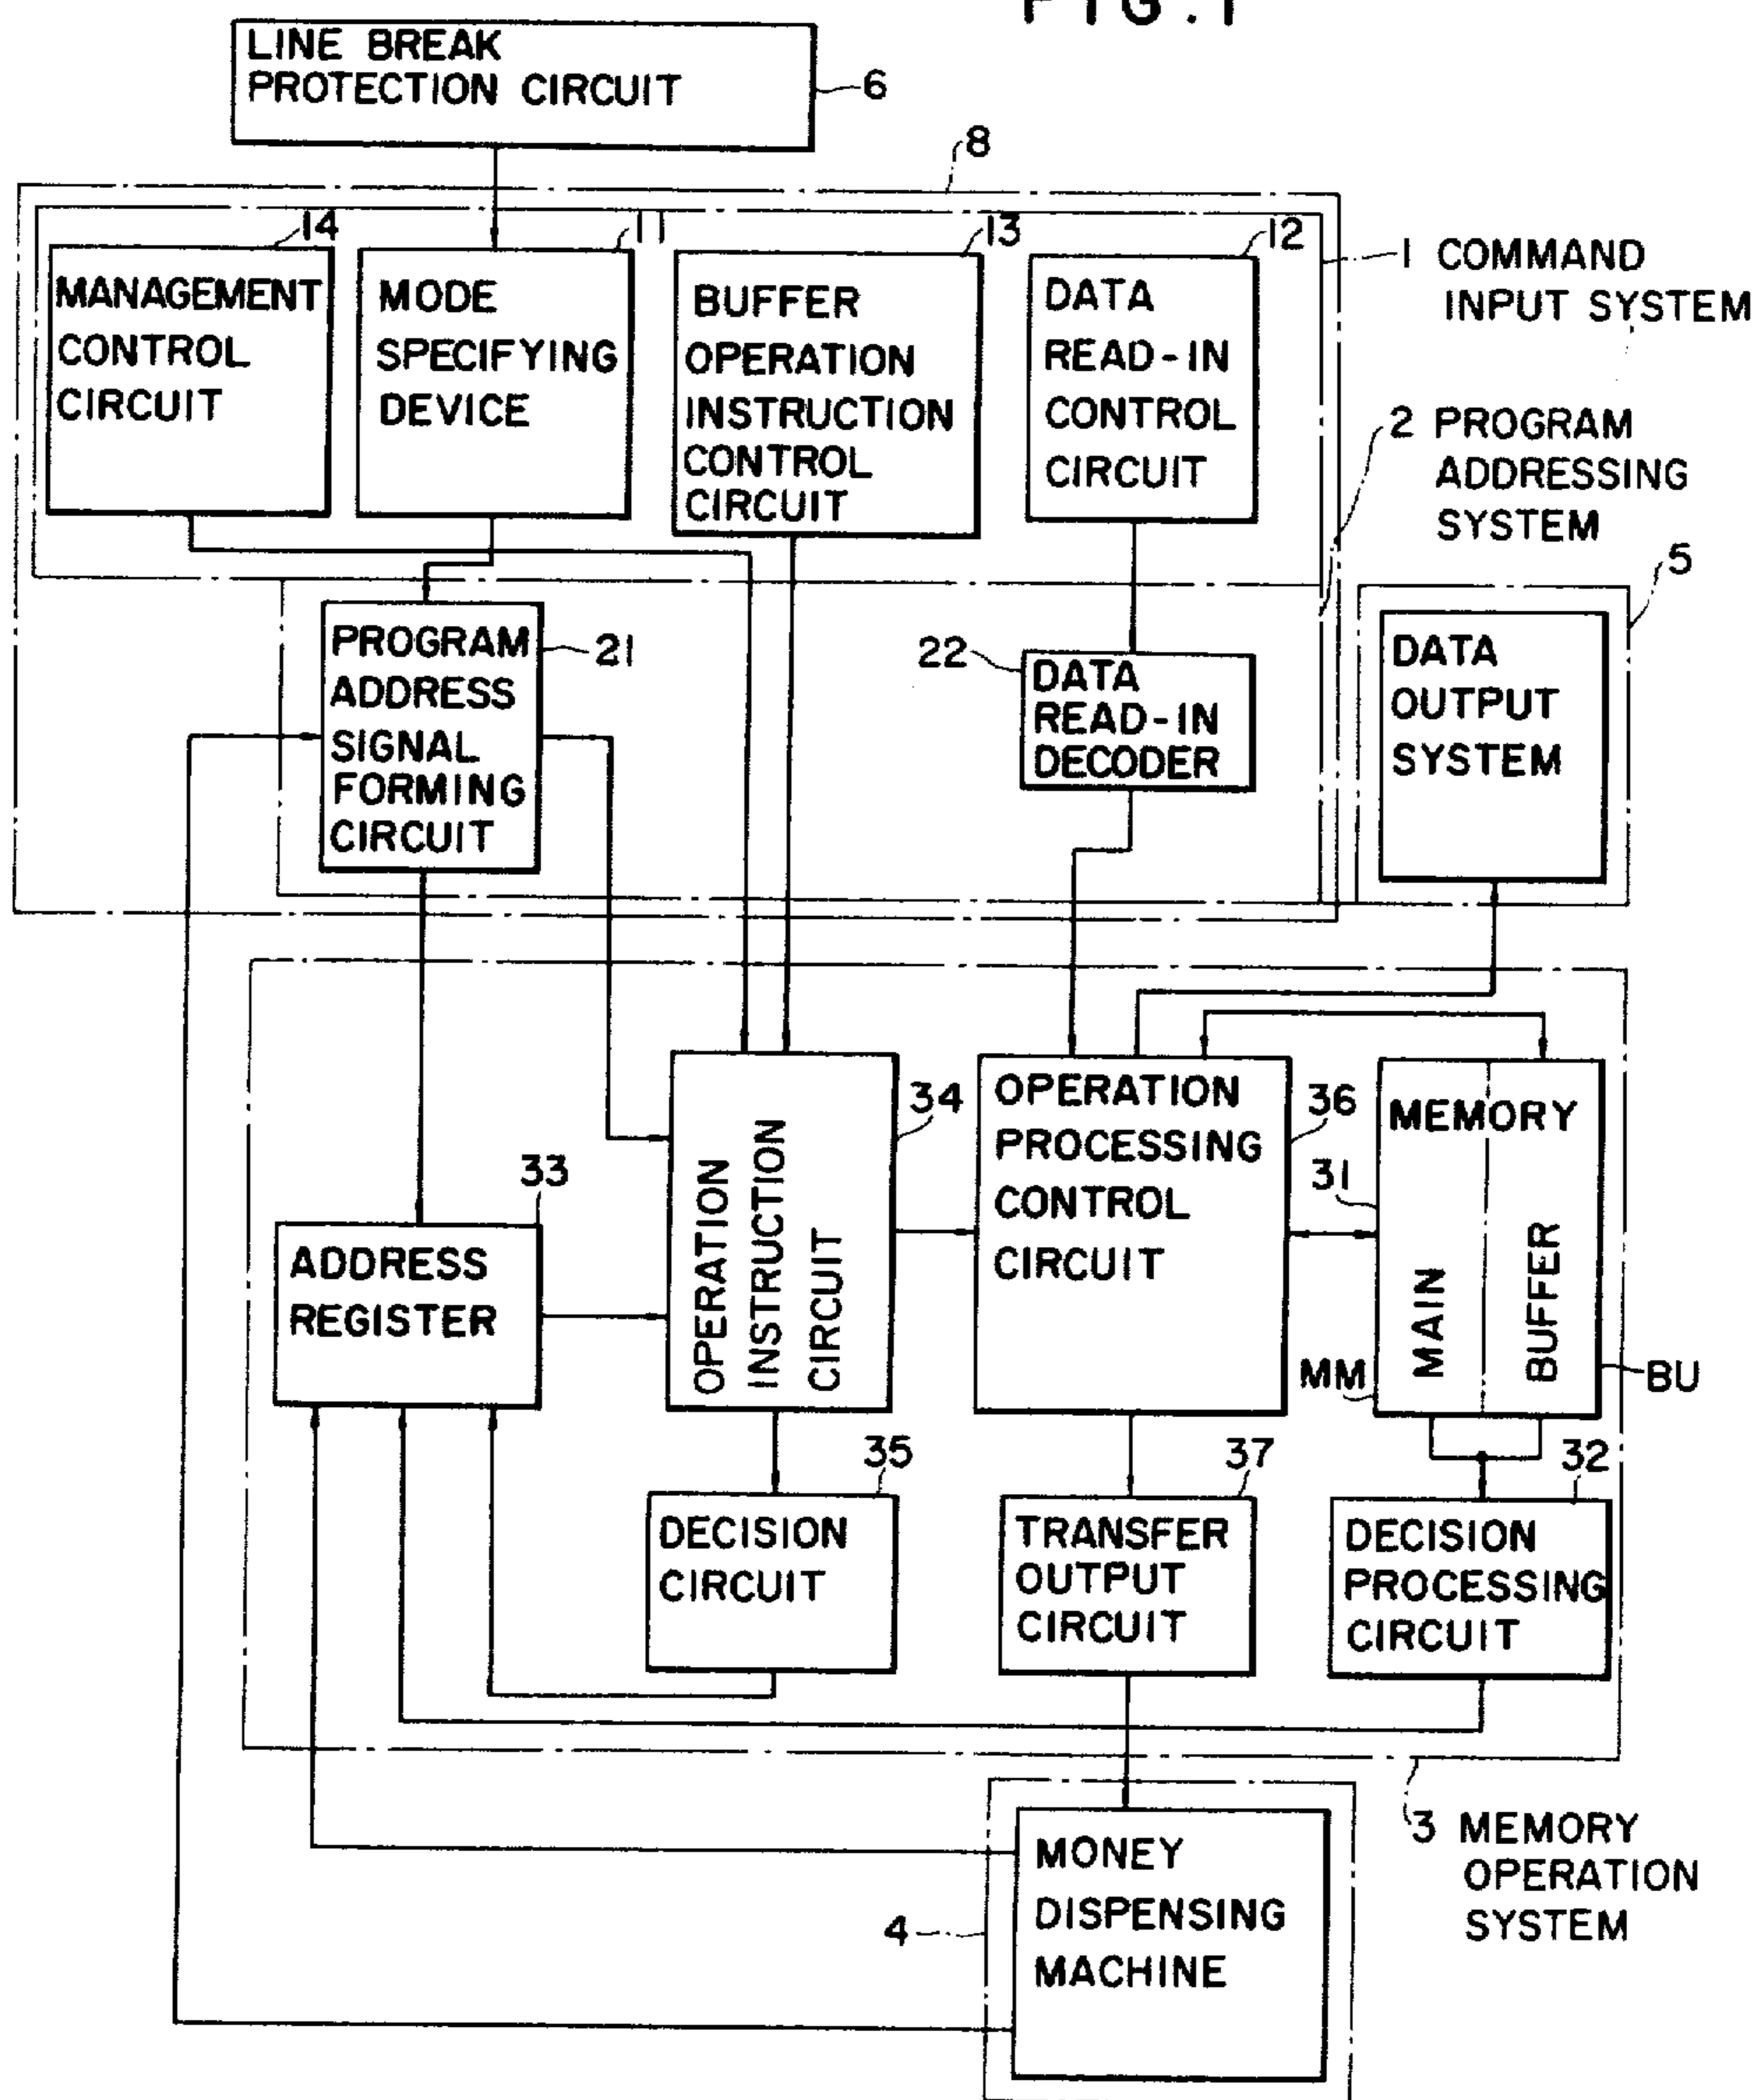 FIG.1
LINE BREAK
PROTECTION CIRCUIT
6
8
14
11
13
12
MANAGEMENT
CONTROL
CIRCUIT
MODE
SPECIFYING
DEVICE
BUFFER
OPERATION
INSTRUCTION
CONTROL
CIRCUIT
DATA
READ-IN
CONTROL
CIRCUIT
1 COMMAND
INPUT SYSTEM
2 PROGRAM
ADDRESSING
SYSTEM
5
PROGRAM
ADDRESS
SIGNAL
FORMING
CIRCUIT
21
22
DATA
READ-IN
DECODER
DATA
OUTPUT
SYSTEM
33
ADDRESS
REGISTER
34
OPERATION
INSTRUCTION
CIRCUIT
OPERATION
PROCESSING
CONTROL
CIRCUIT
36
31
MEMORY
MAIN
BUFFER
MM
BU
35
DECISION
CIRCUIT
37
TRANSFER
OUTPUT
CIRCUIT
32
DECISION
PROCESSING
CIRCUIT
3 MEMORY
OPERATION
SYSTEM
4
MONEY
DISPENSING
MACHINE